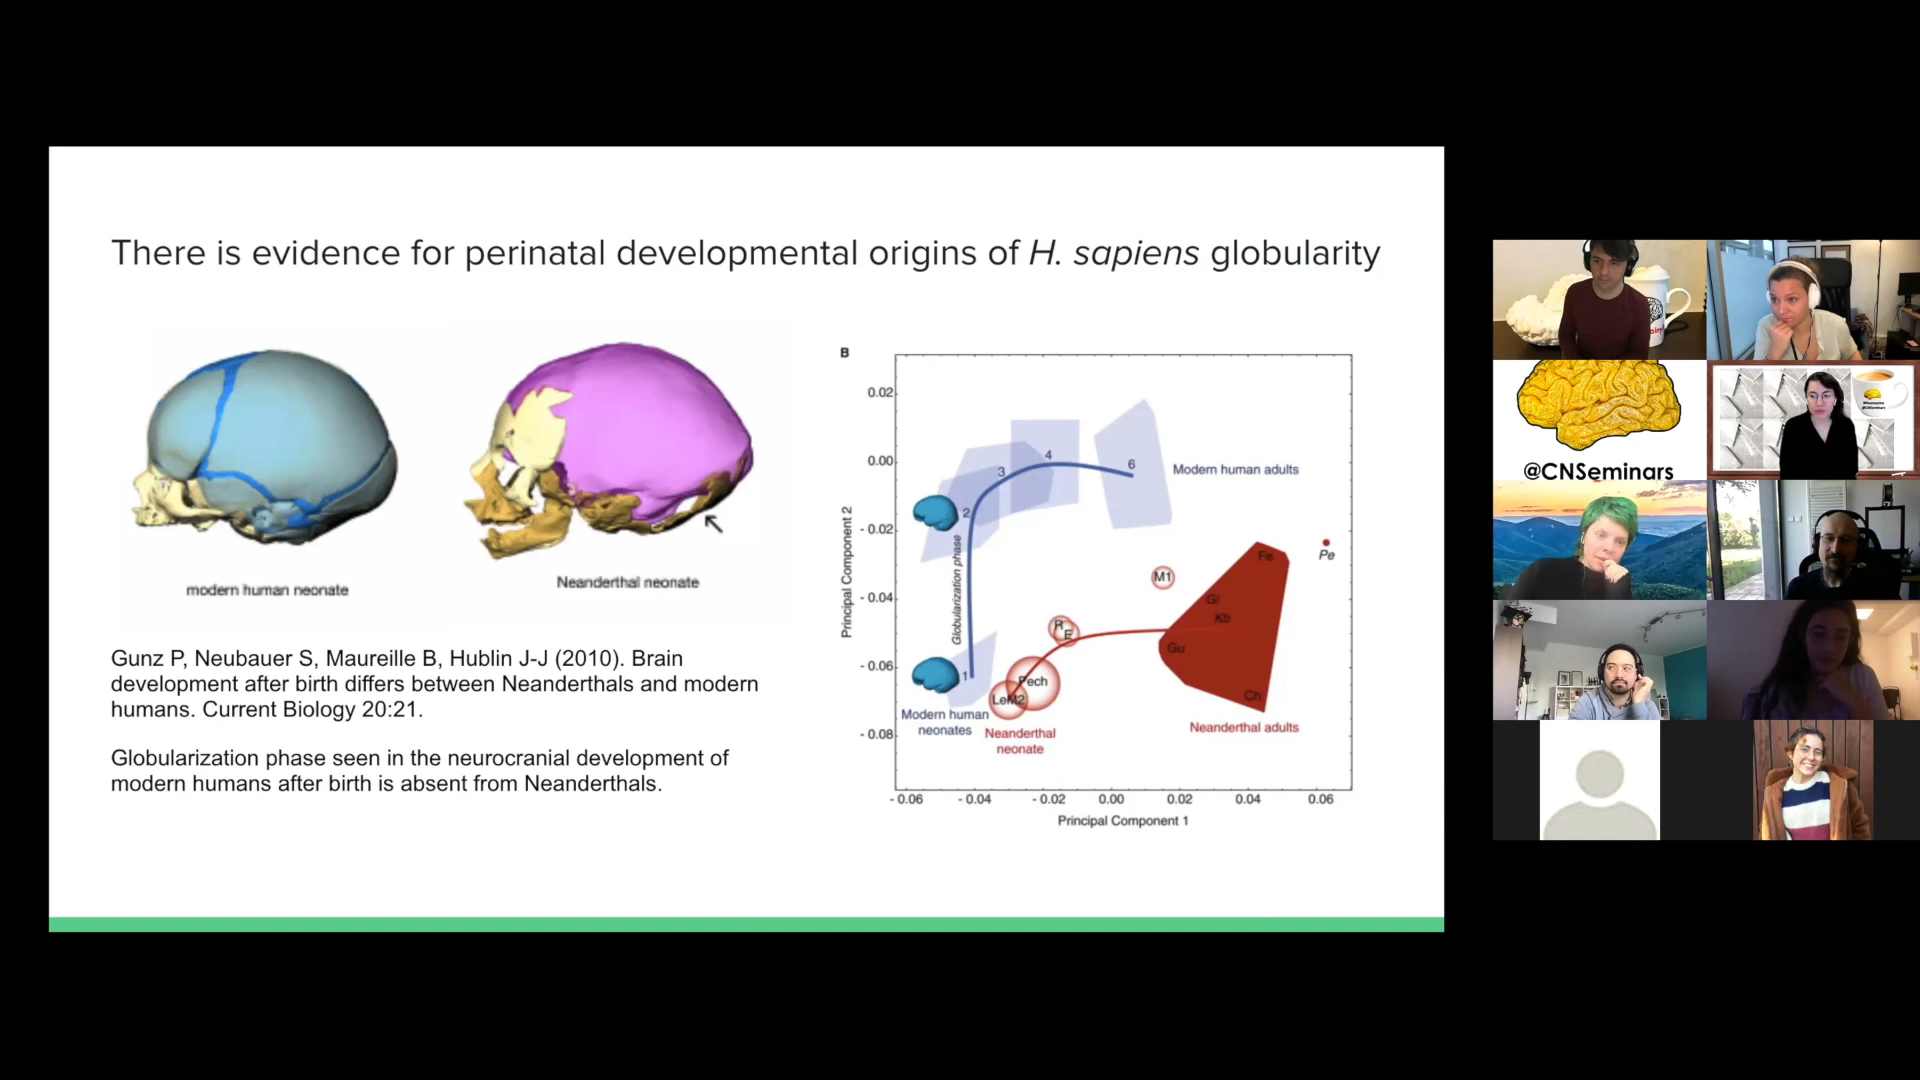 There is evidence for perinatal developmental origins of H. sapiens globularity
modern human neonate
Neanderthal neonate
Gunz P, Neubauer S, Maureille B, Hublin J-J (2010). Brain
development after birth differs between Neanderthals and modern
humans. Current Biology 20:21.
Globularization phase seen in the neurocranial development of
modern humans after birth is absent from Neanderthals.
B
Principal Component 2
0.02
0.00
- 0.02
- 0.04
- 0.06
- 0.08
3
4
6
Modern human adults
2
Globularization phase
1
Modern human
neonates
Pe
M1
Fe
Gi
Kb
Gu
Ch
R
E
Pech
LeM2
Neanderthal
neonate
Neanderthal adults
- 0.06
- 0.04
- 0.02
0.00
0.02
0.04
0.06
Principal Component 1
@CNSeminars